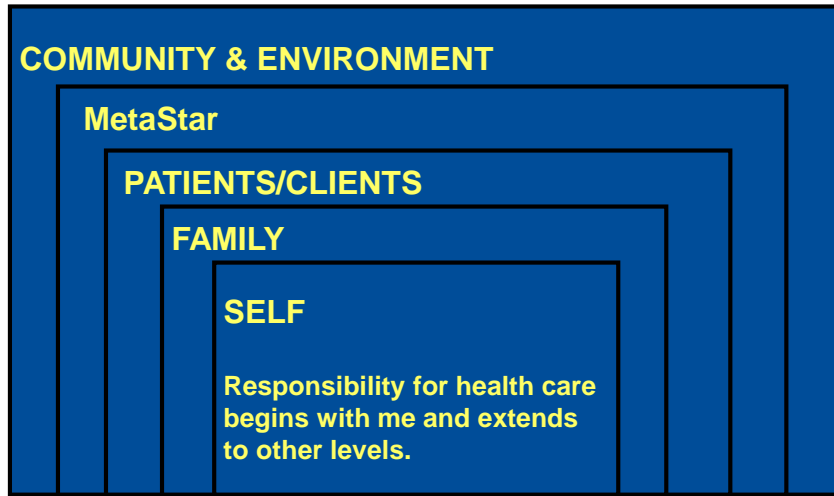 COMMUNITY & ENVIRONMENT
MetaStar
PATIENTS/CLIENTS
FAMILY
SELF
Responsibility for health care
begins with me and extends
to other levels.